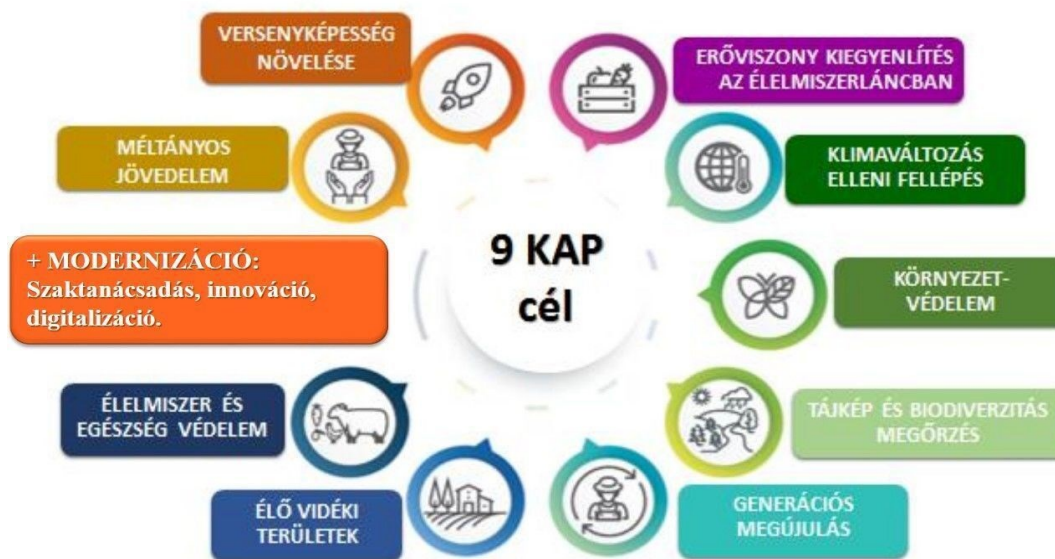 VERSENYKÉPESSÉG
NÖVELÉSE
ERŐVISZONY KIEGYENLÍTÉS
AZ ÉLELMISZERLÁNCBAN
MÉLTÁNYOS
JÖVEDELEM
KLIMAVÁLTOZÁS
ELLENI FELLÉPÉS
+ MODERNIZÁCIÓ:
Szaktanácsadás, innováció,
digitalizáció.
9 KAP
cél
KÖRNYEZET-
VÉDELEM
ÉLELMISZER ÉS
EGÉSZSÉG VÉDELEM
TÁJKÉP ÉS BIODIVERZITÁS
MEGŐRZÉS
ÉLŐ VIDÉKI
TERÜLETEK
GENERÁCIÓS
MEGÚJULÁS